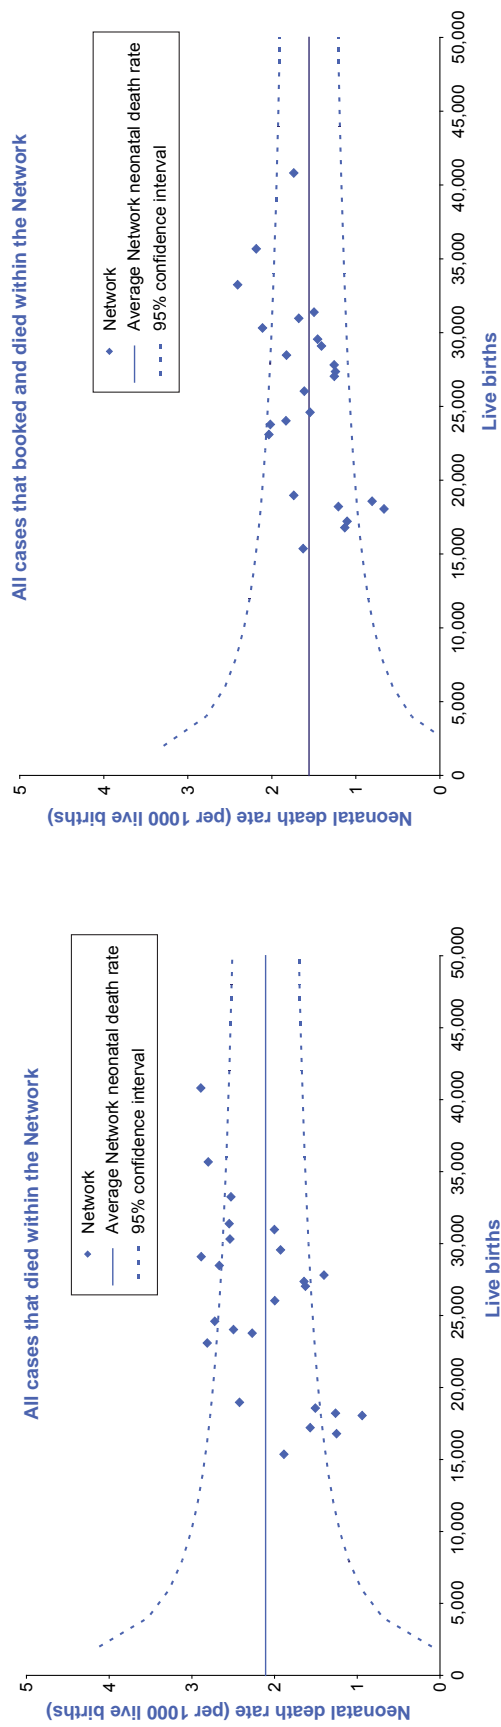 All cases that died within the Network
Network
Average Network neonatal death rate
95% confidence interval
Neonatal death rate (per 1000 live births)
5
4
3
2
1
0
0
5,000
10,000
15,000
20,000
25,000
30,000
35,000
40,000
45,000
50,000
Live births
All cases that booked and died within the Network
Network
Average Network neonatal death rate
95% confidence interval
Neonatal death rate (per 1000 live births)
5
4
3
2
1
0
0
5,000
10,000
15,000
20,000
25,000
30,000
35,000
40,000
45,000
50,000
Live births